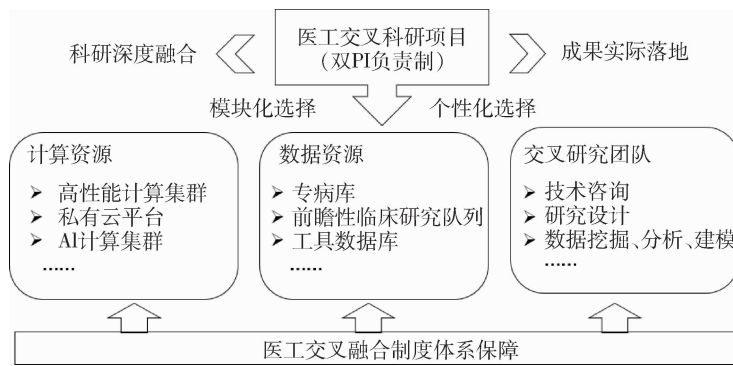 医工交叉科研项目
（双PI负责制）
科研深度融合
成果实际落地
模块化选择
个性化选择
计算资源
高性能计算集群
私有云平台
AI计算集群
……
数据资源
专病库
前瞻性临床研究队列
工具数据库
……
交叉研究团队
技术咨询
研究设计
数据挖掘、分析、建模
……
医工交叉融合制度体系保障